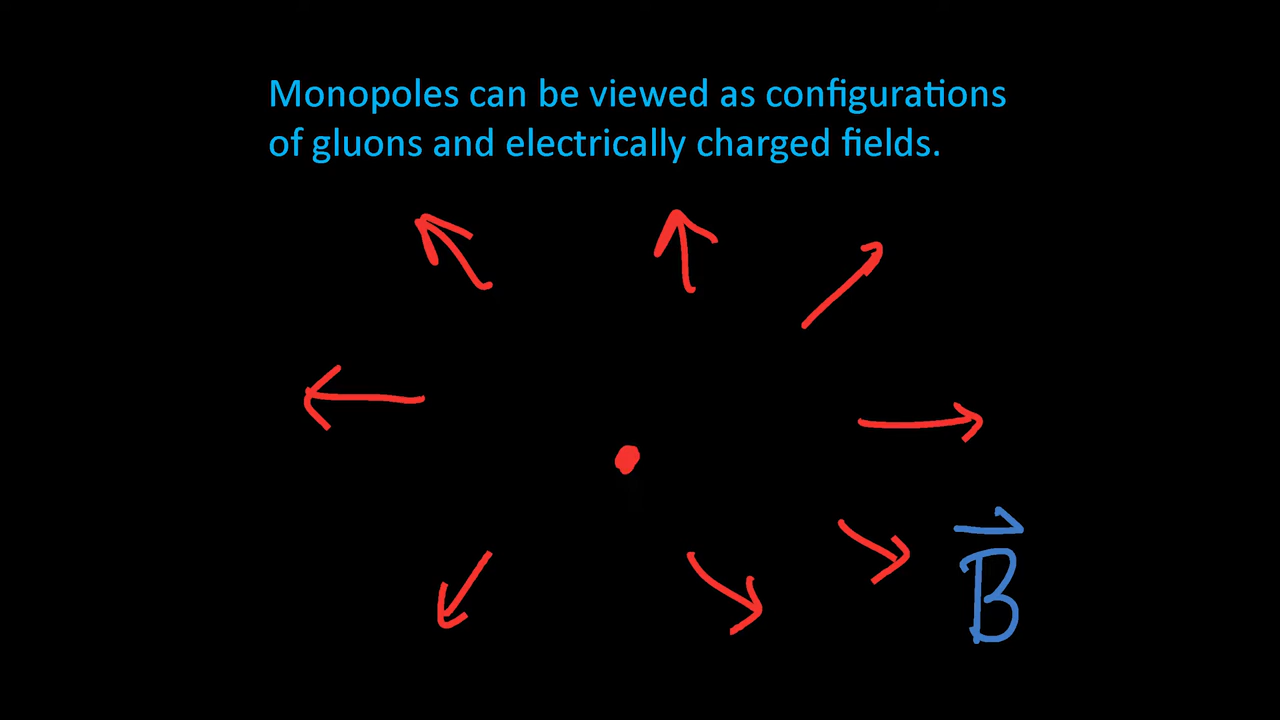 Monopoles can be viewed as configurations
of gluons and electrically charged fields.
B